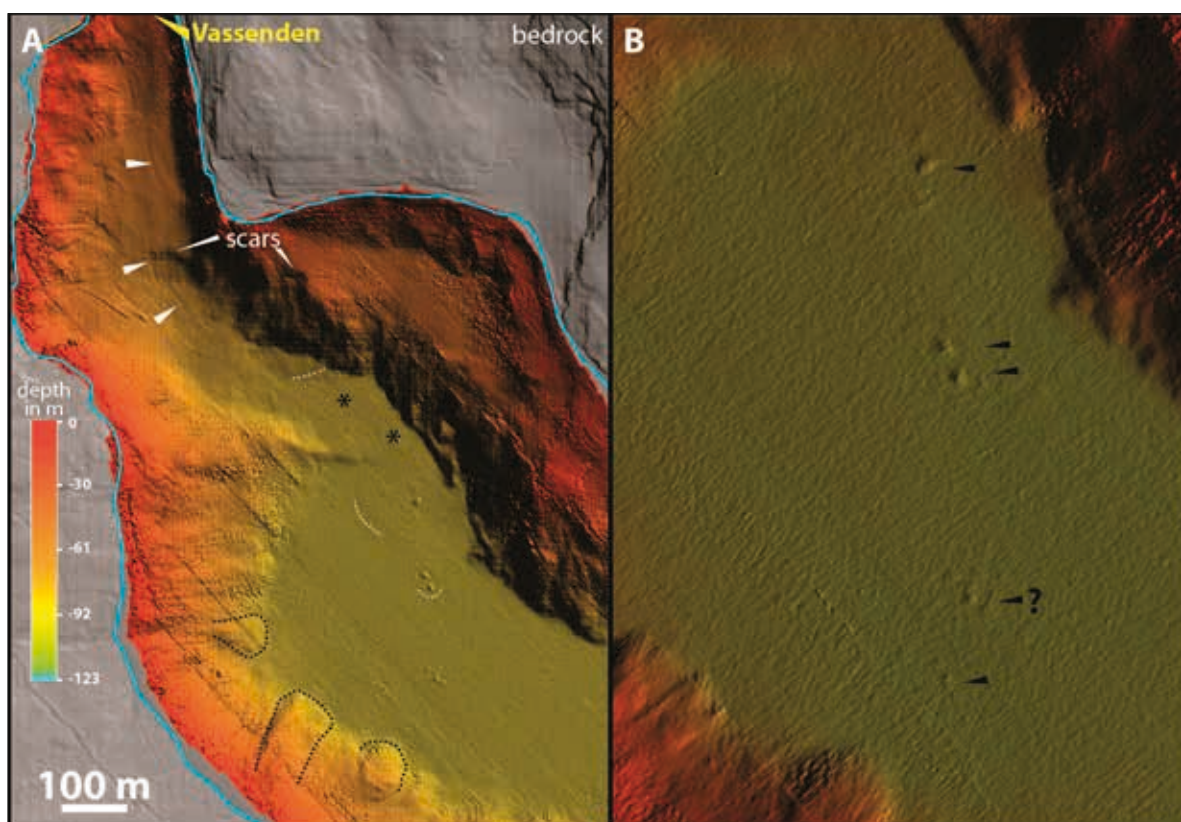 A
Vassenden
bedrock
B
scars
*
*
depth
in m
0
-30
-61
-92
-123
100 m
?